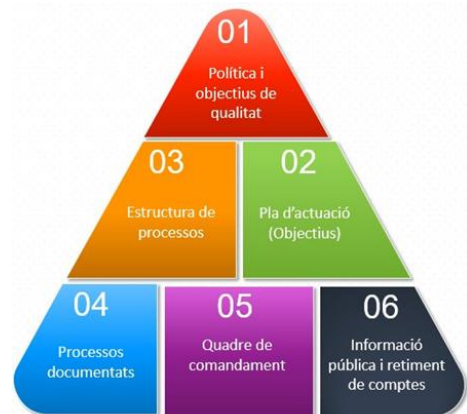 01
Política i
objectius de
qualitat
03
Estructura de
processos
02
Pla d'actuació
(Objectius)
04
Processos
documentats
05
Quadre de
comandament
06
Informació
pública i retiment
de comptes